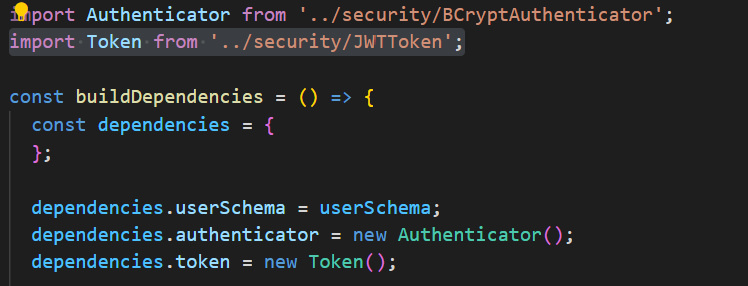 import Authenticator from '../security/BCryptAuthenticator';
import Token from '../security/JWTToken';
const buildDependencies = () => {
const dependencies = {
};
dependencies.userSchema = userSchema;
dependencies.authenticator = new Authenticator();
dependencies.token = new Token();